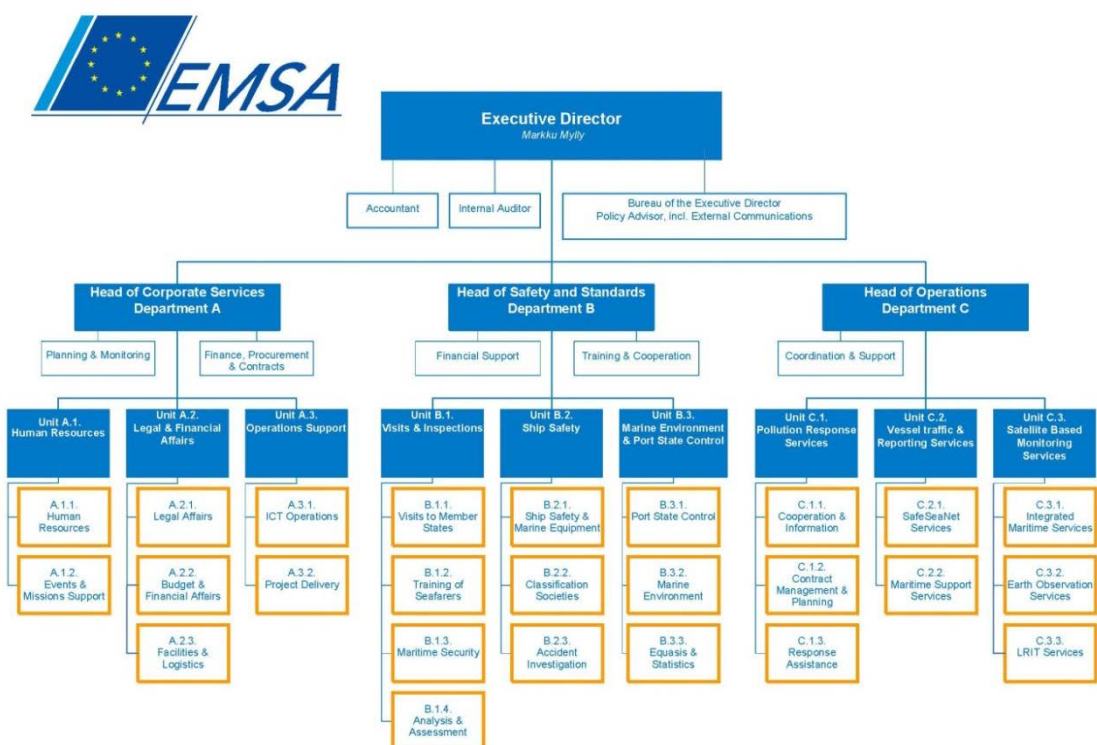 EMSA
Executive Director
Markku Mylly
Accountant
Internal Auditor
Bureau of the Executive Director
Policy Advisor, incl. External Communications
Head of Corporate Services
Department A
Head of Safety and Standards
Department B
Head of Operations
Department C
Planning & Monitoring
Finance, Procurement
& Contracts
Financial Support
Training & Cooperation
Coordination & Support
Unit A.1.
Human Resources
Unit A.2.
Legal & Financial
Affairs
Unit A.3.
Operations Support
Unit B.1.
Visits & Inspections
Unit B.2.
Ship Safety
Unit B.3.
Marine Environment
& Port State Control
Unit C.1.
Pollution Response
Services
Unit C.2.
Vessel traffic &
Reporting Services
Unit C.3.
Satellite Based
Monitoring
Services
A.1.1.
Human
Resources
A.2.1.
Legal Affairs
A.3.1.
ICT Operations
B.1.1.
Visits to Member
States
B.2.1.
Ship Safety &
Marine Equipment
B.3.1.
Port State Control
C.1.1.
Cooperation &
Information
C.2.1.
SafeSeaNet
Services
C.3.1.
Integrated
Maritime Services
A.1.2.
Events &
Missions Support
A.2.2.
Budget &
Financial Affairs
A.3.2.
Project Delivery
B.1.2.
Training of
Seafarers
B.2.2.
Classification
Societies
B.3.2.
Marine
Environment
C.1.2.
Contract
Management &
Planning
C.2.2.
Maritime Support
Services
C.3.2.
Earth Observation
Services
A.2.3.
Facilities &
Logistics
B.1.3.
Maritime Security
B.2.3.
Accident
Investigation
B.3.3.
Equasis &
Statistics
C.1.3.
Response
Assistance
C.3.3.
LRIT Services
B.1.4.
Analysis &
Assessment